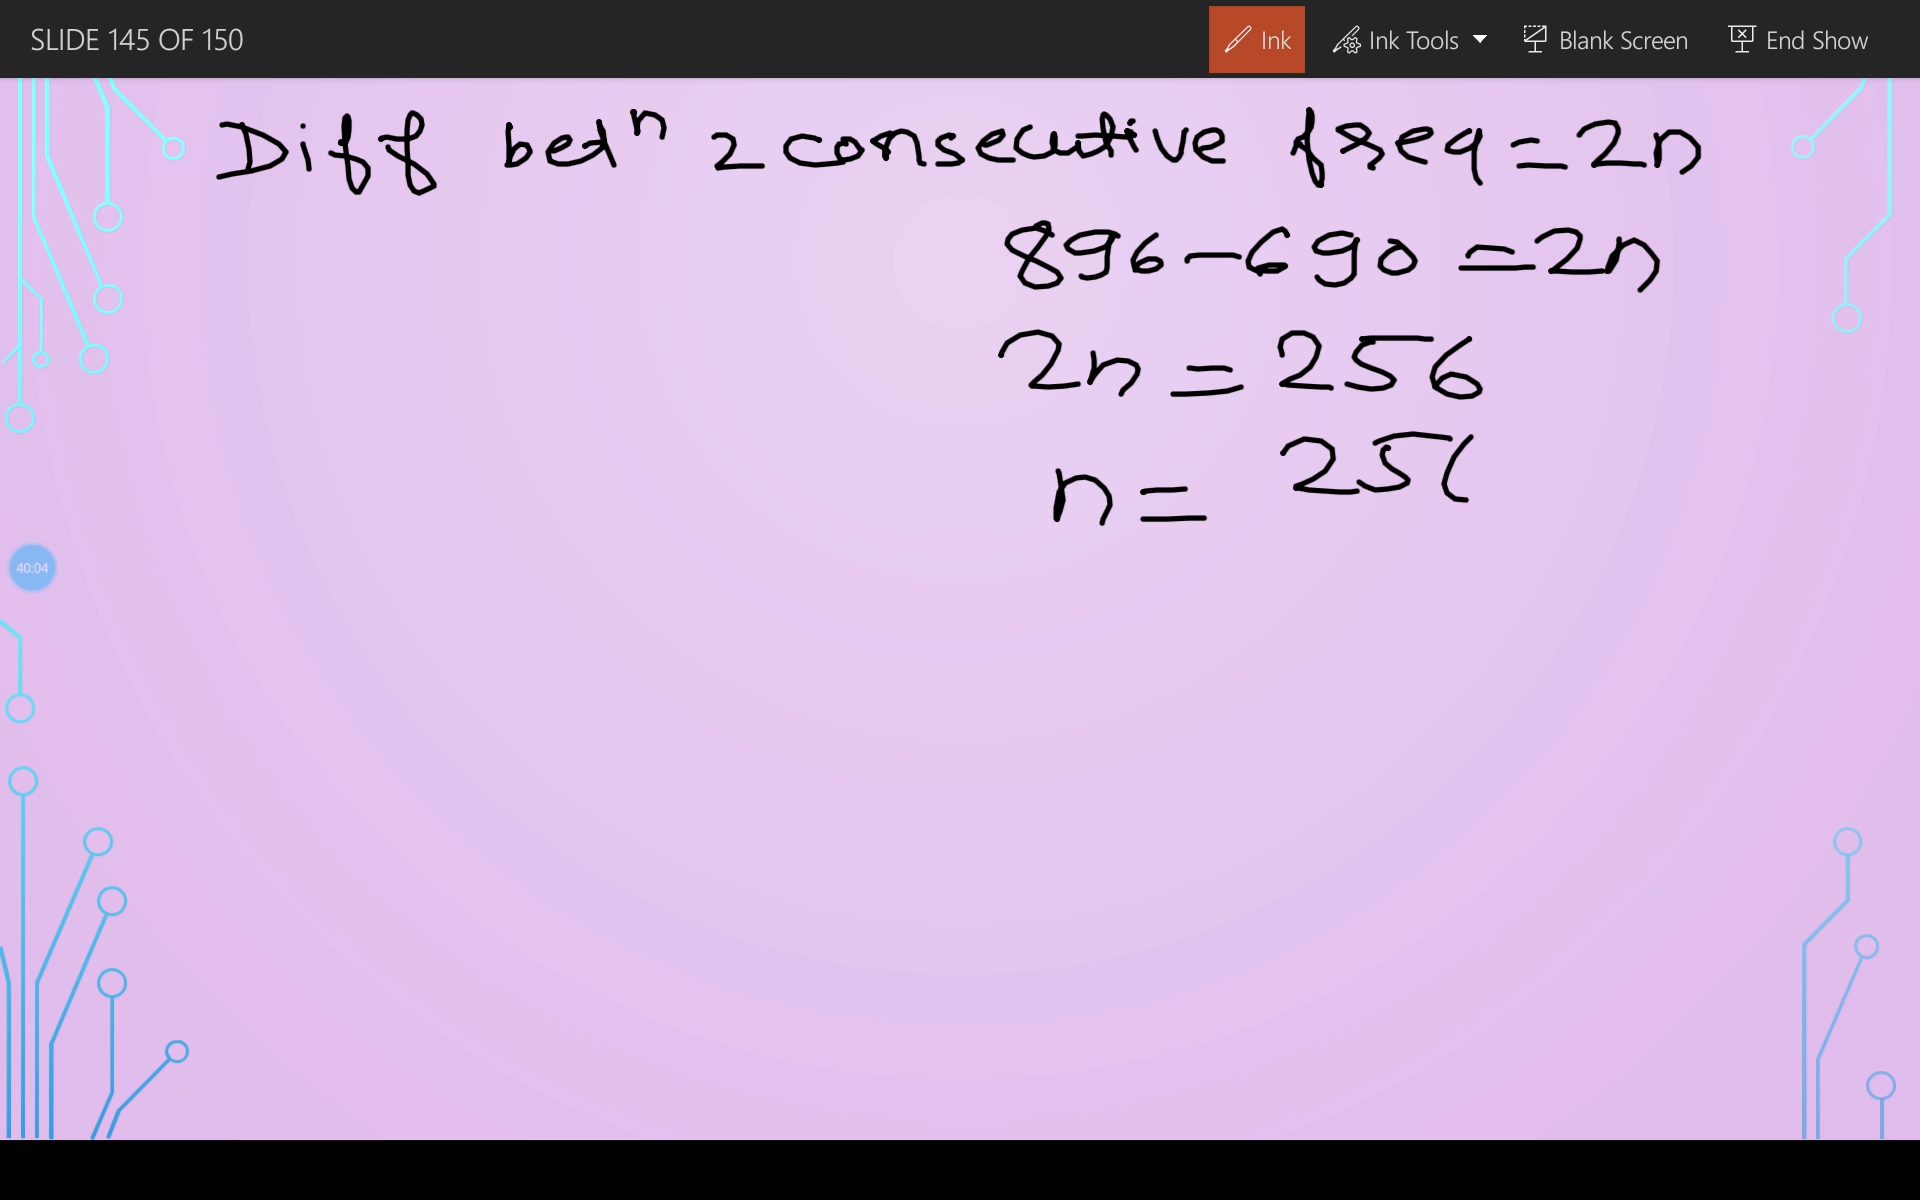 SLIDE 145 OF 150
Ink Ink Tools Blank Screen End Show
Diff betⁿ 2 consecutive freq = 2n
896 - 690 = 2n
2n = 256
n = 25
40:04